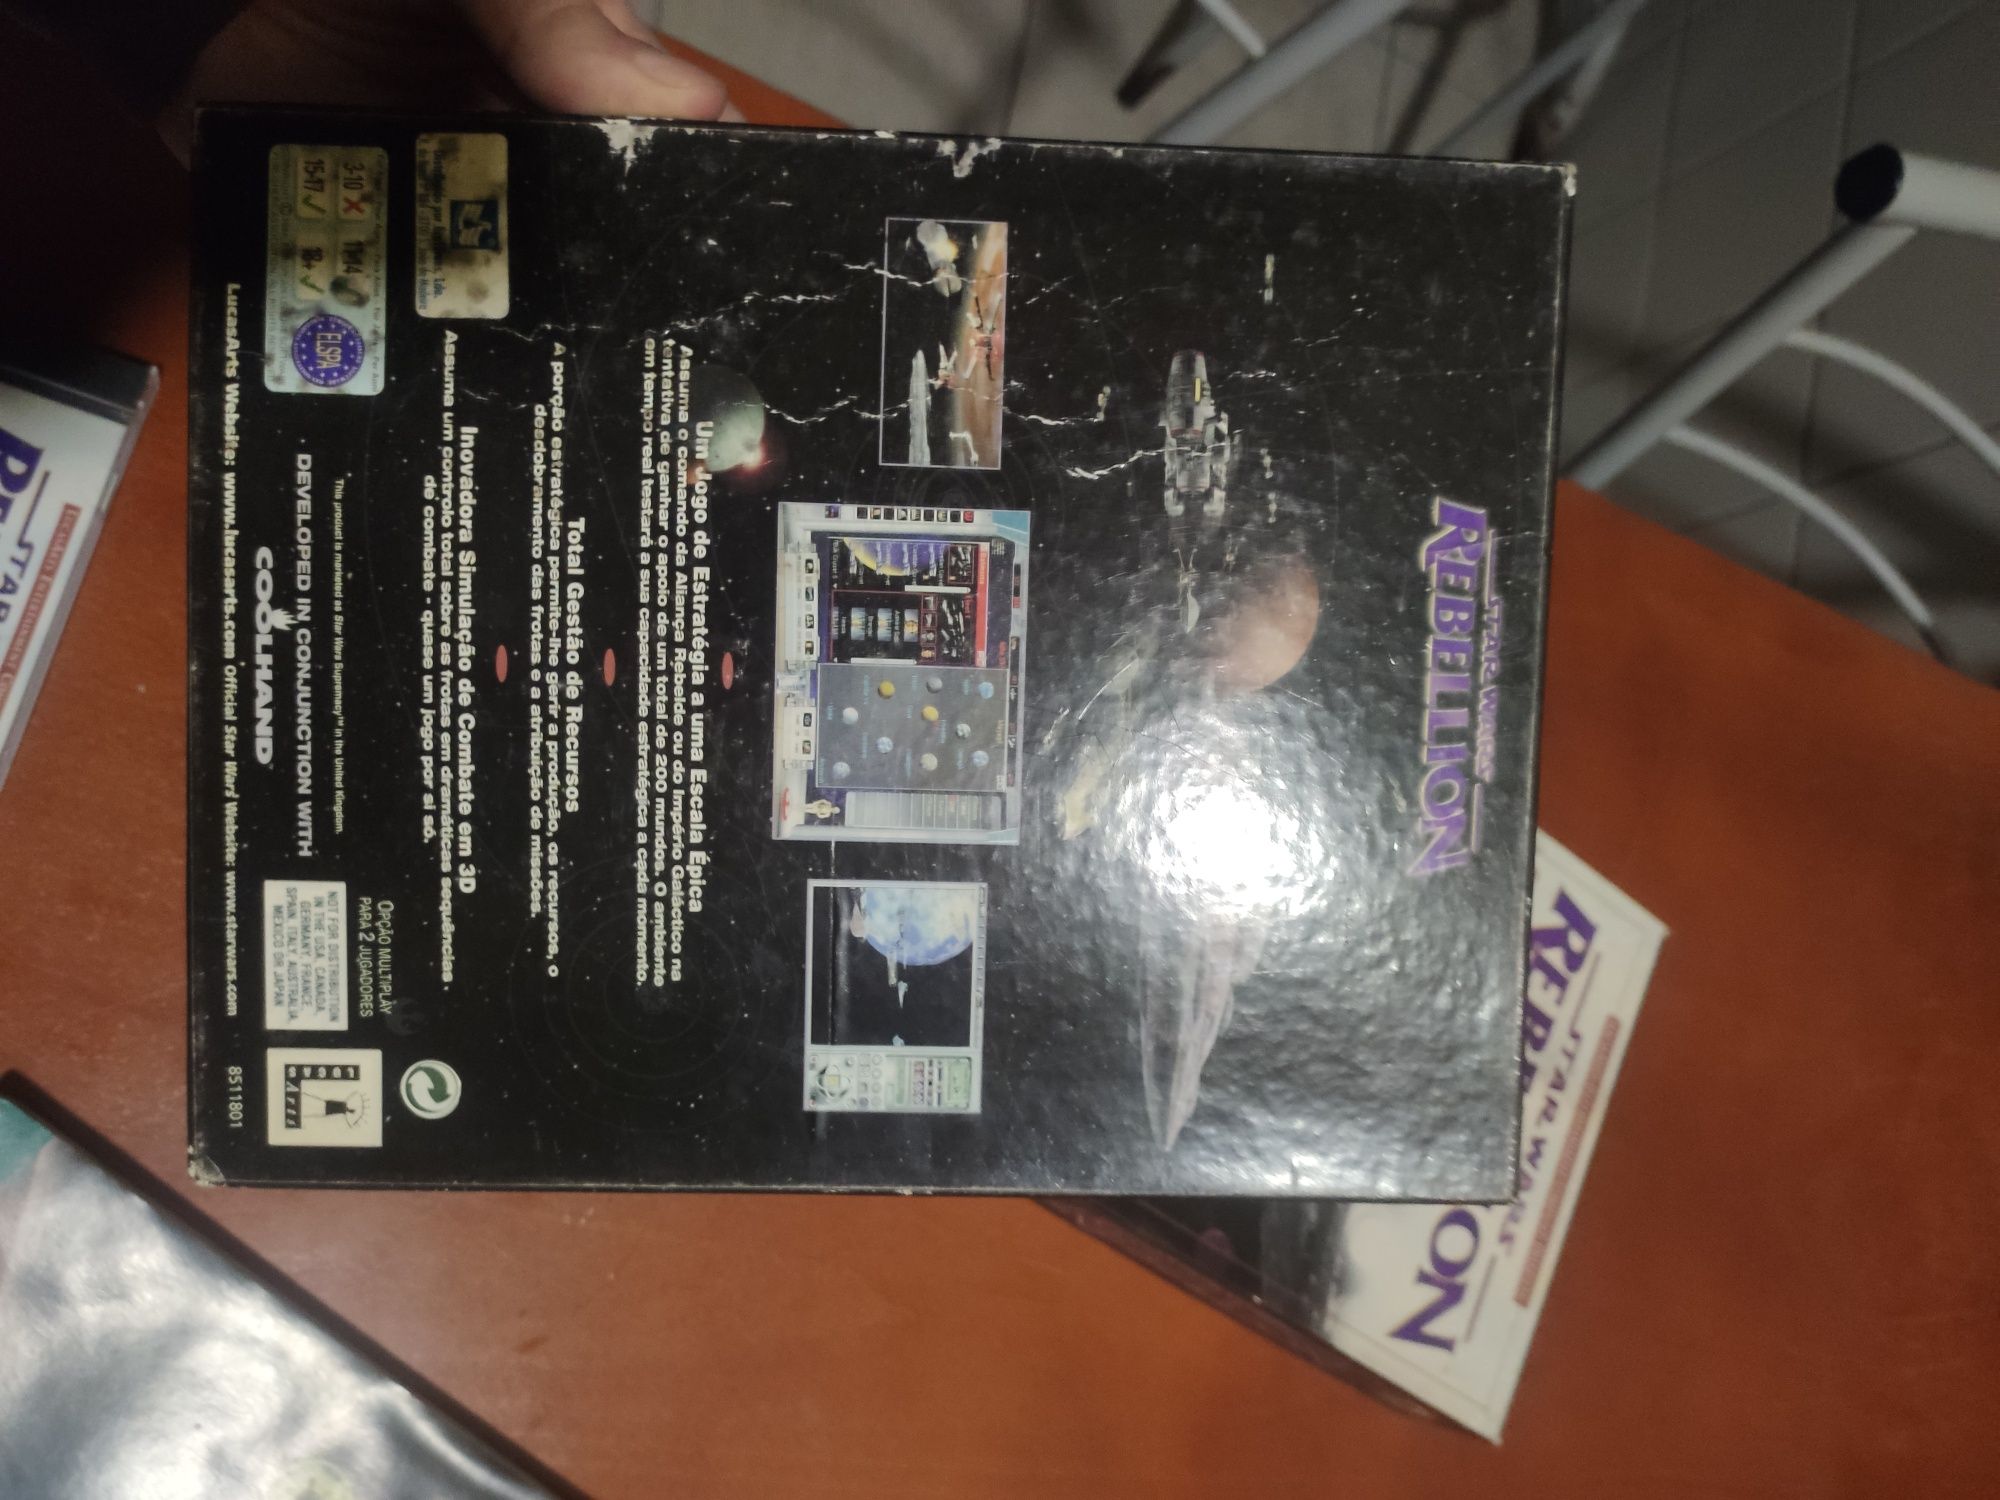 STAR WARS
REBELLION
Um Jogo de Estratégia a uma Escala Épica
Assuma o comando da Aliança Rebelde ou do Império Galáctico na
tentativa de ganhar o apoio de um total de 200 mundos. O ambiente
em tempo real testará a sua capacidade estratégica a cada momento.
Total Gestão de Recursos
A porção estratégica permite-lhe gerir a produção, os recursos, o
desdobramento das frotas e a atribuição de missões.
Inovadora Simulação de Combate em 3D
Assuma um controlo total sobre as frotas em dramáticas sequências
de combate - quase um jogo por si só.
OPÇÃO MULTIPLAY
PARA 2 JUGADORES
3-10
11-14
15-17
18+
ELSPA
This product is marketed as Star Wars Supremacy™ in the United Kingdom.
DEVELOPED IN CONJUNCTION WITH
COOLHAND
NOT FOR DISTRIBUTION
IN THE USA, CANADA,
GERMANY, FRANCE,
SPAIN, ITALY, AUSTRALIA,
MEXICO OR JAPAN
LucasArts Website: www.lucasarts.com Official Star Wars Website: www.starwars.com
8511801
LUCAS
ARTS
STAR WARS
ON
STAR